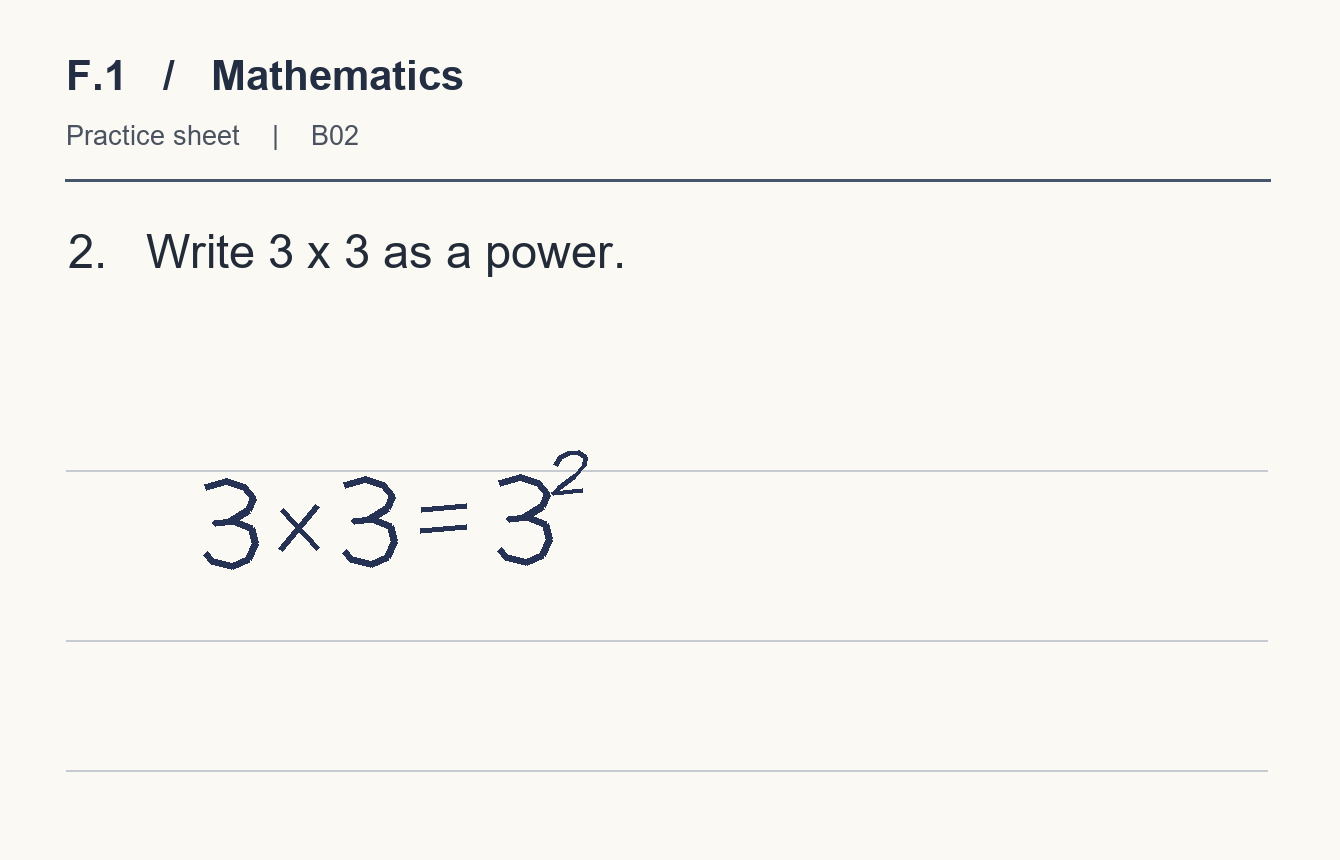 F.1 / Mathematics
Practice sheet | B02
2. Write 3 x 3 as a power.
3 × 3 = 3²